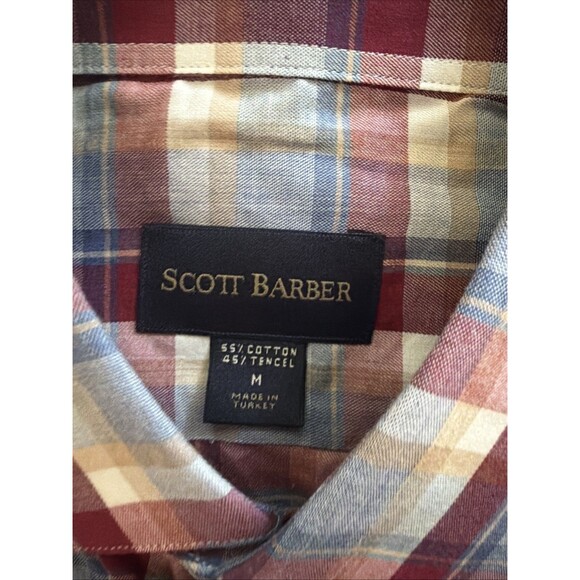 SCOTT BARBER
55% COTTON
45% TENCEL
M
MADE IN
TURKEY